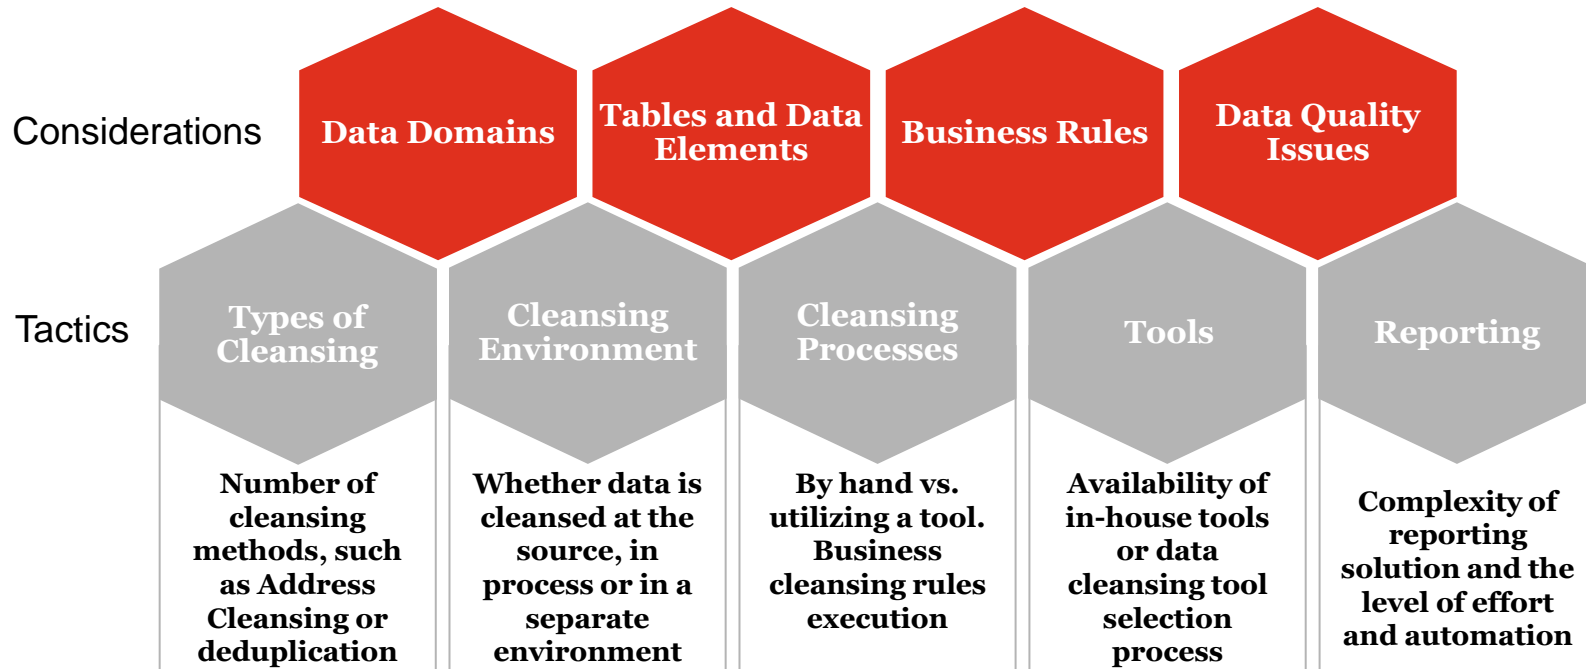 Considerations
Data Domains
Tables and Data
Elements
Business Rules
Data Quality
Issues
Tactics
Types of
Cleansing
Cleansing
Environment
Cleansing
Processes
Tools
Reporting
Number of
cleansing
methods, such
as Address
Cleansing or
deduplication
Whether data is
cleansed at the
source, in
process or in a
separate
environment
By hand vs.
utilizing a tool.
Business
cleansing rules
execution
Availability of
in-house tools
or data
cleansing tool
selection
process
Complexity of
reporting
solution and the
level of effort
and automation